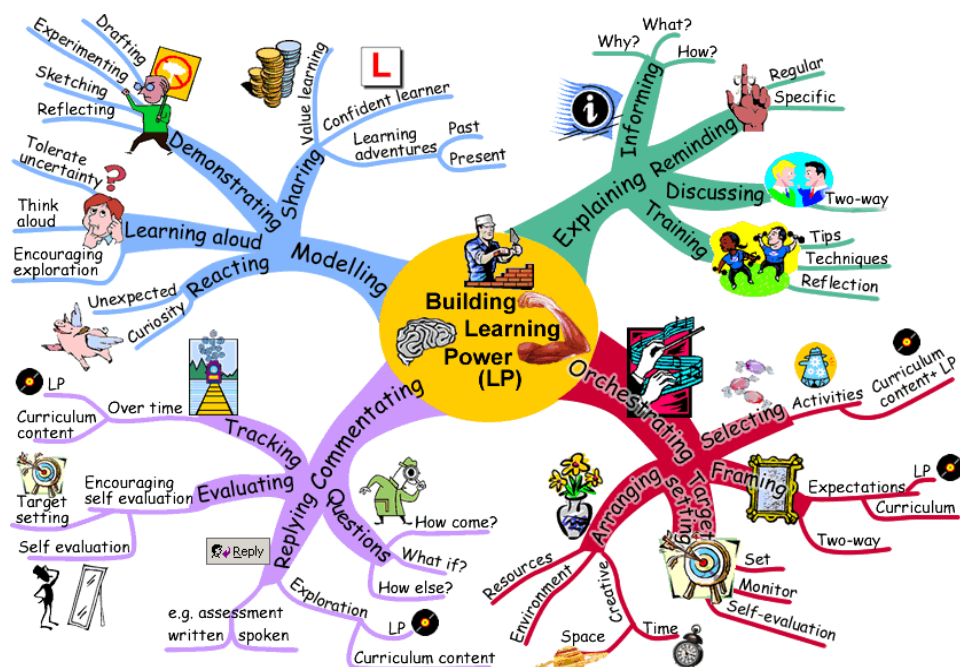 Building
Learning
Power
(LP)
Explaining
Informing
Why?
What?
How?
Reminding
Regular
Specific
Discussing
Two-way
Training
Tips
Techniques
Reflection
i
Orchestrating
Selecting
Activities
Curriculum
content+ LP
Framing
Expectations
LP
Curriculum
Two-way
Target
setting
Set
Monitor
Self-evaluation
Arranging
Resources
Environment
Creative
Space
Time
Commentating
Questions
How come?
What if?
How else?
Replying
Reply
Exploration
LP
Curriculum content
e.g. assessment
written
spoken
Evaluating
Encouraging
self evaluation
Target
setting
Self evaluation
Tracking
Over time
LP
Curriculum
content
Modelling
Reacting
Unexpected
Curiosity
Learning aloud
Tolerate
uncertainty
?
Think
aloud
Encouraging
exploration
Demonstrating
Drafting
Experimenting
Sketching
Reflecting
Sharing
Value learning
L
Confident learner
Learning
adventures
Past
Present